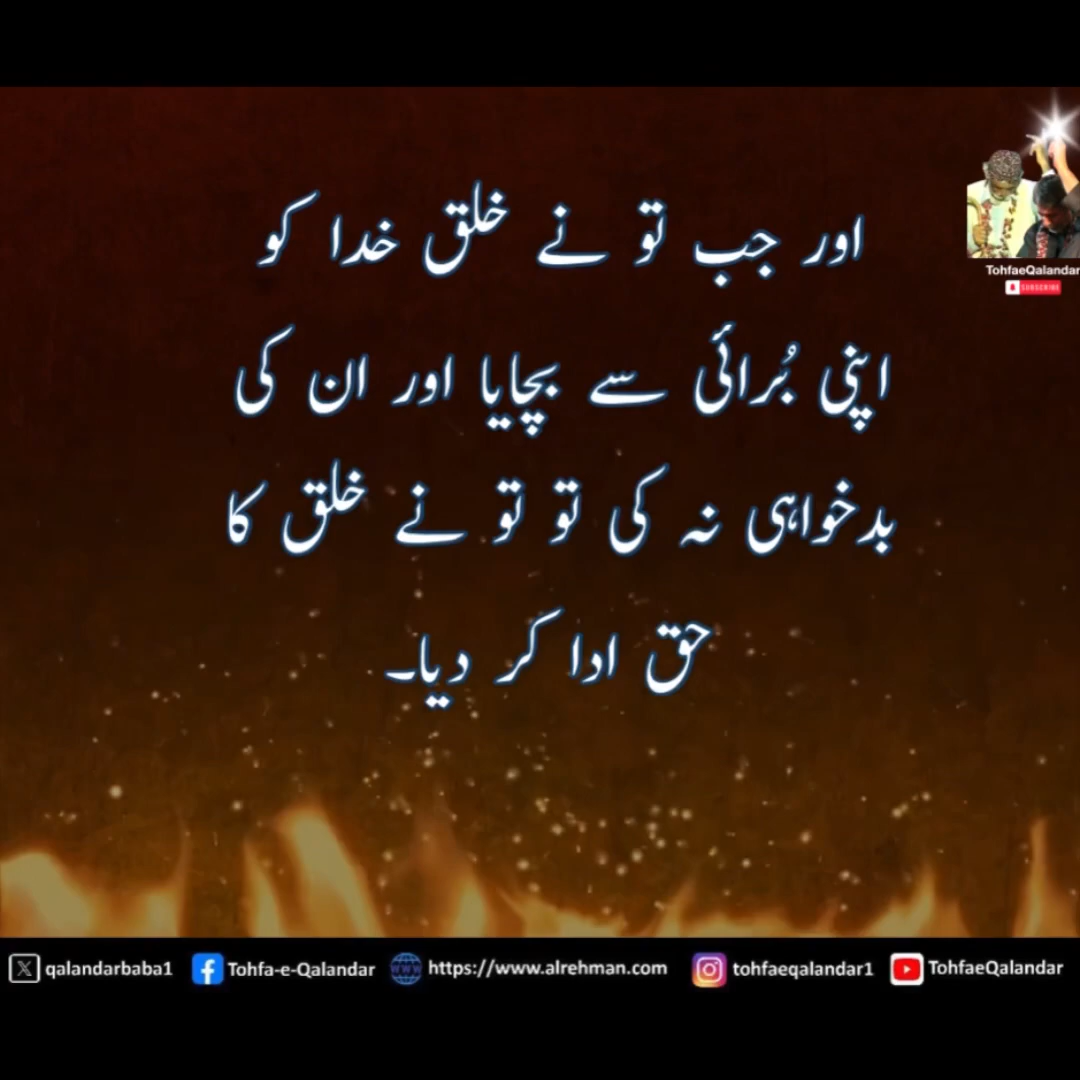 اور جب تو نے خلق خدا کو
اپنی بُرائی سے بچایا اور ان کی
بدخواہی نہ کی تو تو نے خلق کا
حق ادا کر دیا۔
TohfaeQalandar
SUBSCRIBE
qalandarbaba1 Tohfa-e-Qalandar https://www.alrehman.com tohfaeqalandar1 TohfaeQalandar